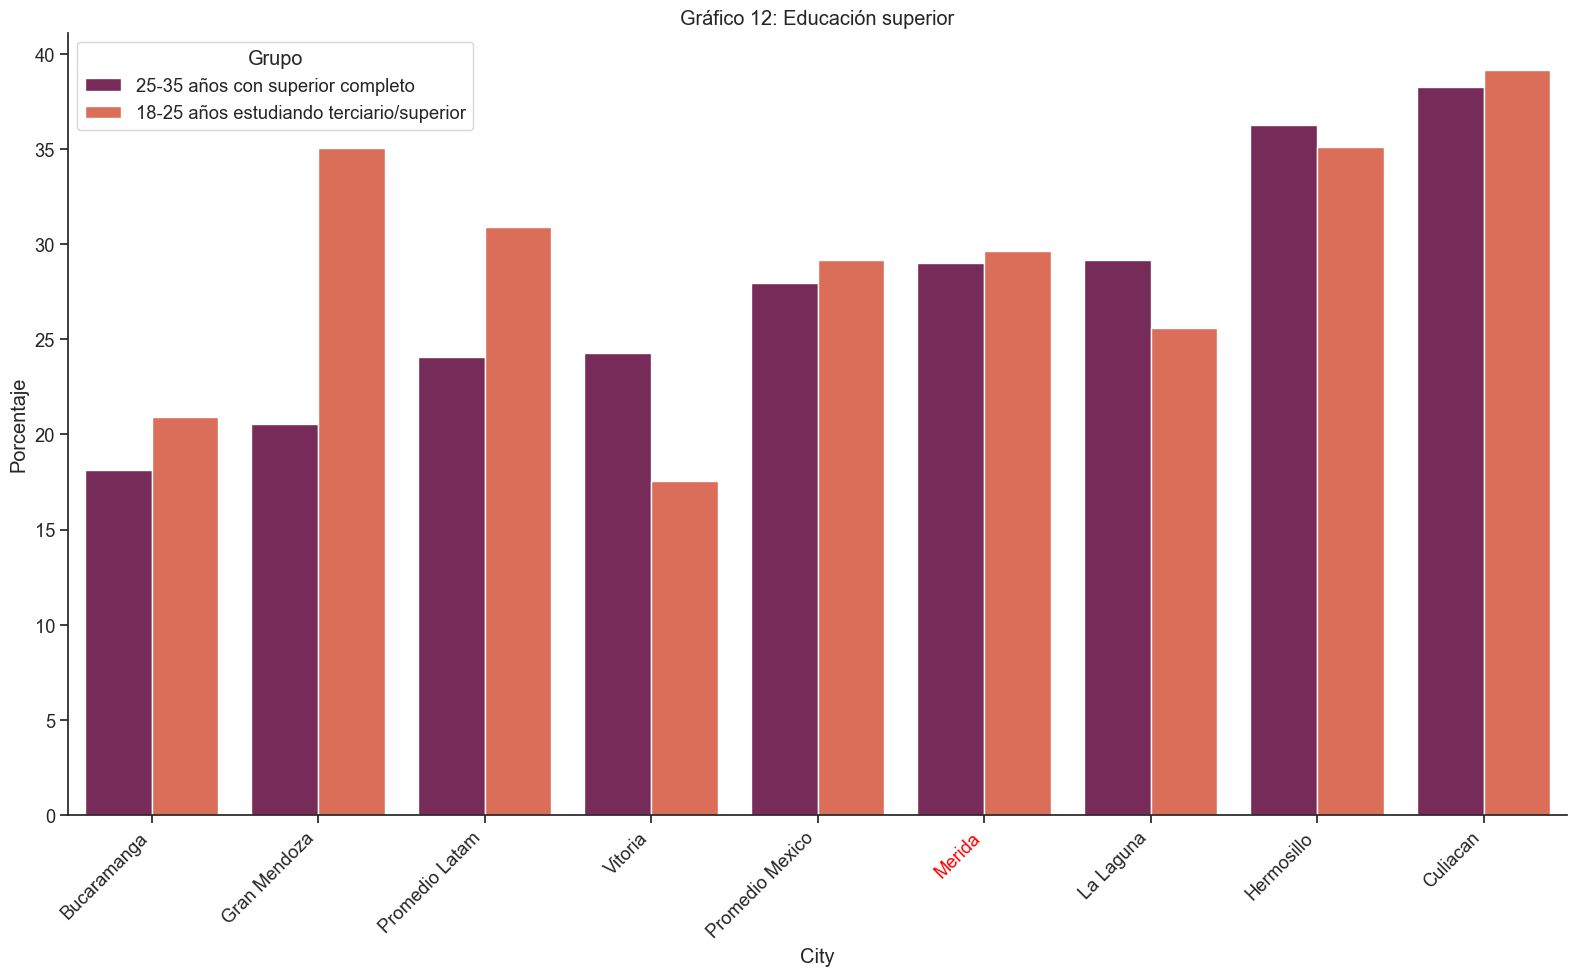 Gráfico 12: Educación superior
Grupo
25-35 años con superior completo
18-25 años estudiando terciario/superior
Porcentaje
40
35
30
25
20
15
10
5
0
Bucaramanga
Gran Mendoza
Promedio Latam
Vitoria
Promedio Mexico
Merida
La Laguna
Hermosillo
Culiacan
City